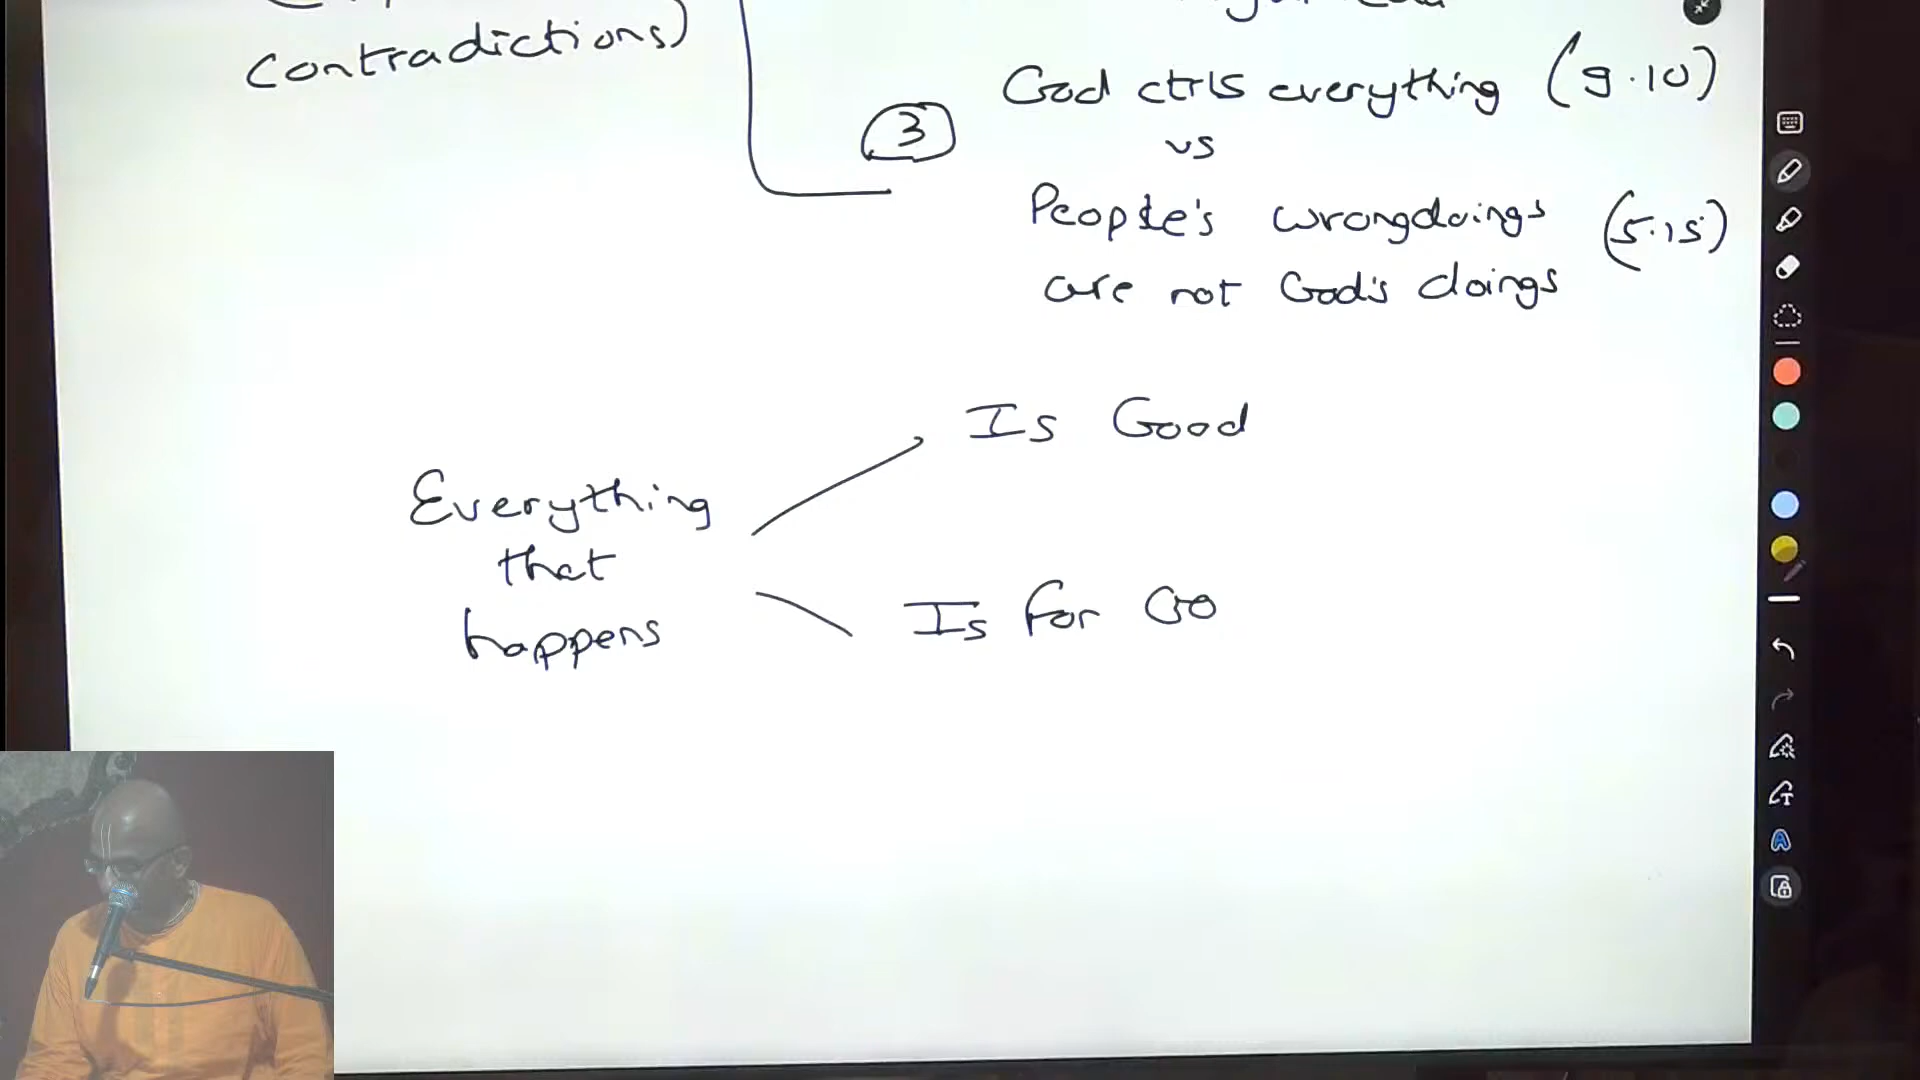 contradictions)
God ctrls everything (9.10)
3
vs
People's wrongdoings (5.15)
are not God's doings
Is Good
Everything
that
happens
Is for Go